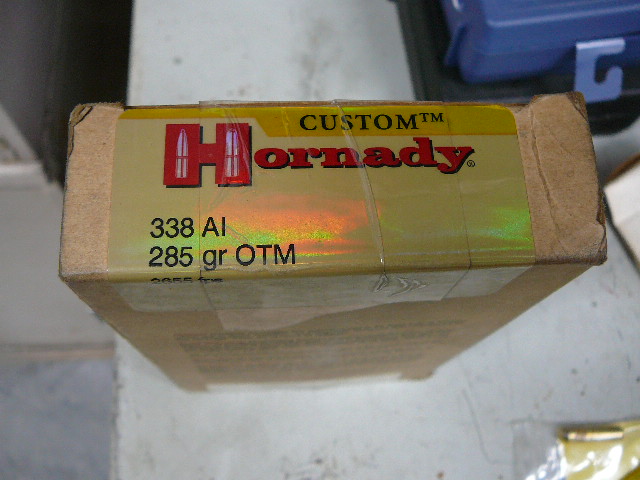 CUSTOM™
Hornady®
338 AI
285 gr OTM